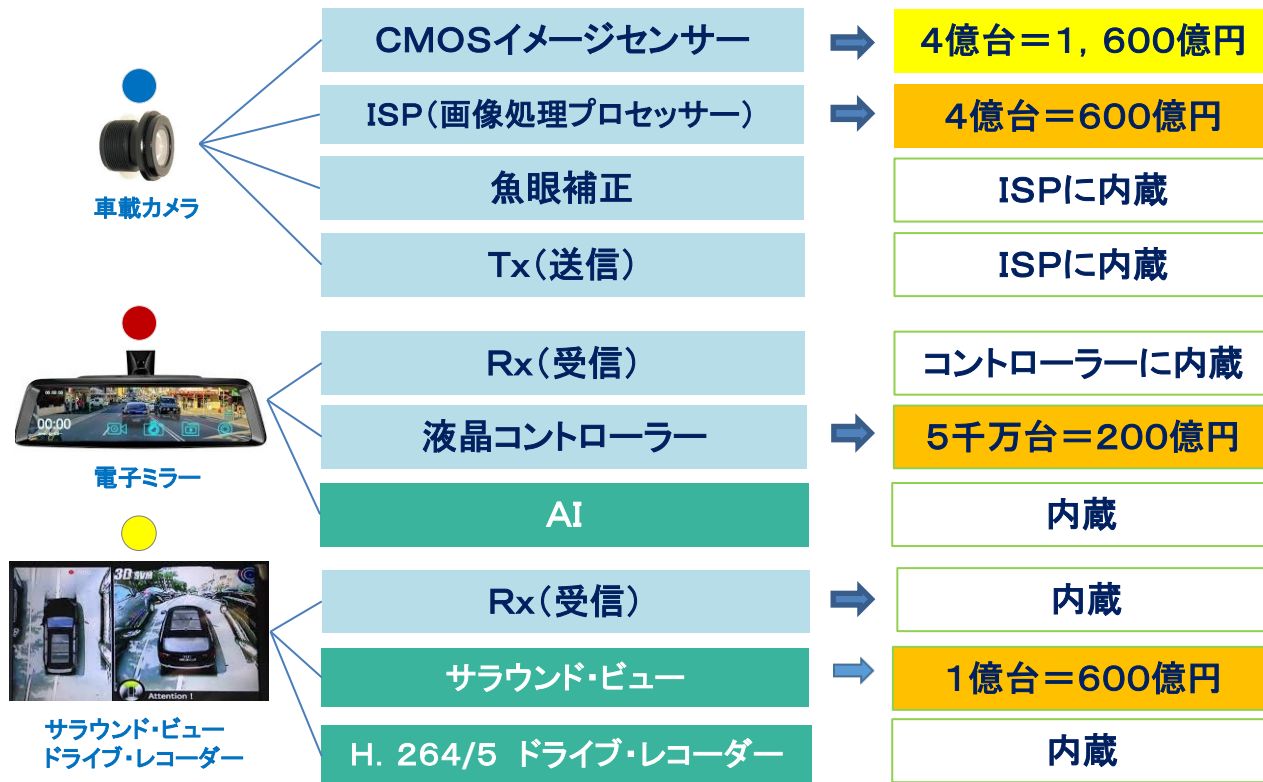 CMOSイメージセンサー
4億台＝1，600億円
ISP（画像処理プロセッサー）
4億台＝600億円
魚眼補正
ISPに内蔵
Tx（送信）
ISPに内蔵
車載カメラ
Rx（受信）
コントローラーに内蔵
液晶コントローラー
5千万台＝200億円
00:00
AI
内蔵
電子ミラー
Rx（受信）
内蔵
3D SVM
サラウンド・ビュー
1億台＝600億円
Attention !
H．264/5 ドライブ・レコーダー
内蔵
サラウンド・ビュー
ドライブ・レコーダー